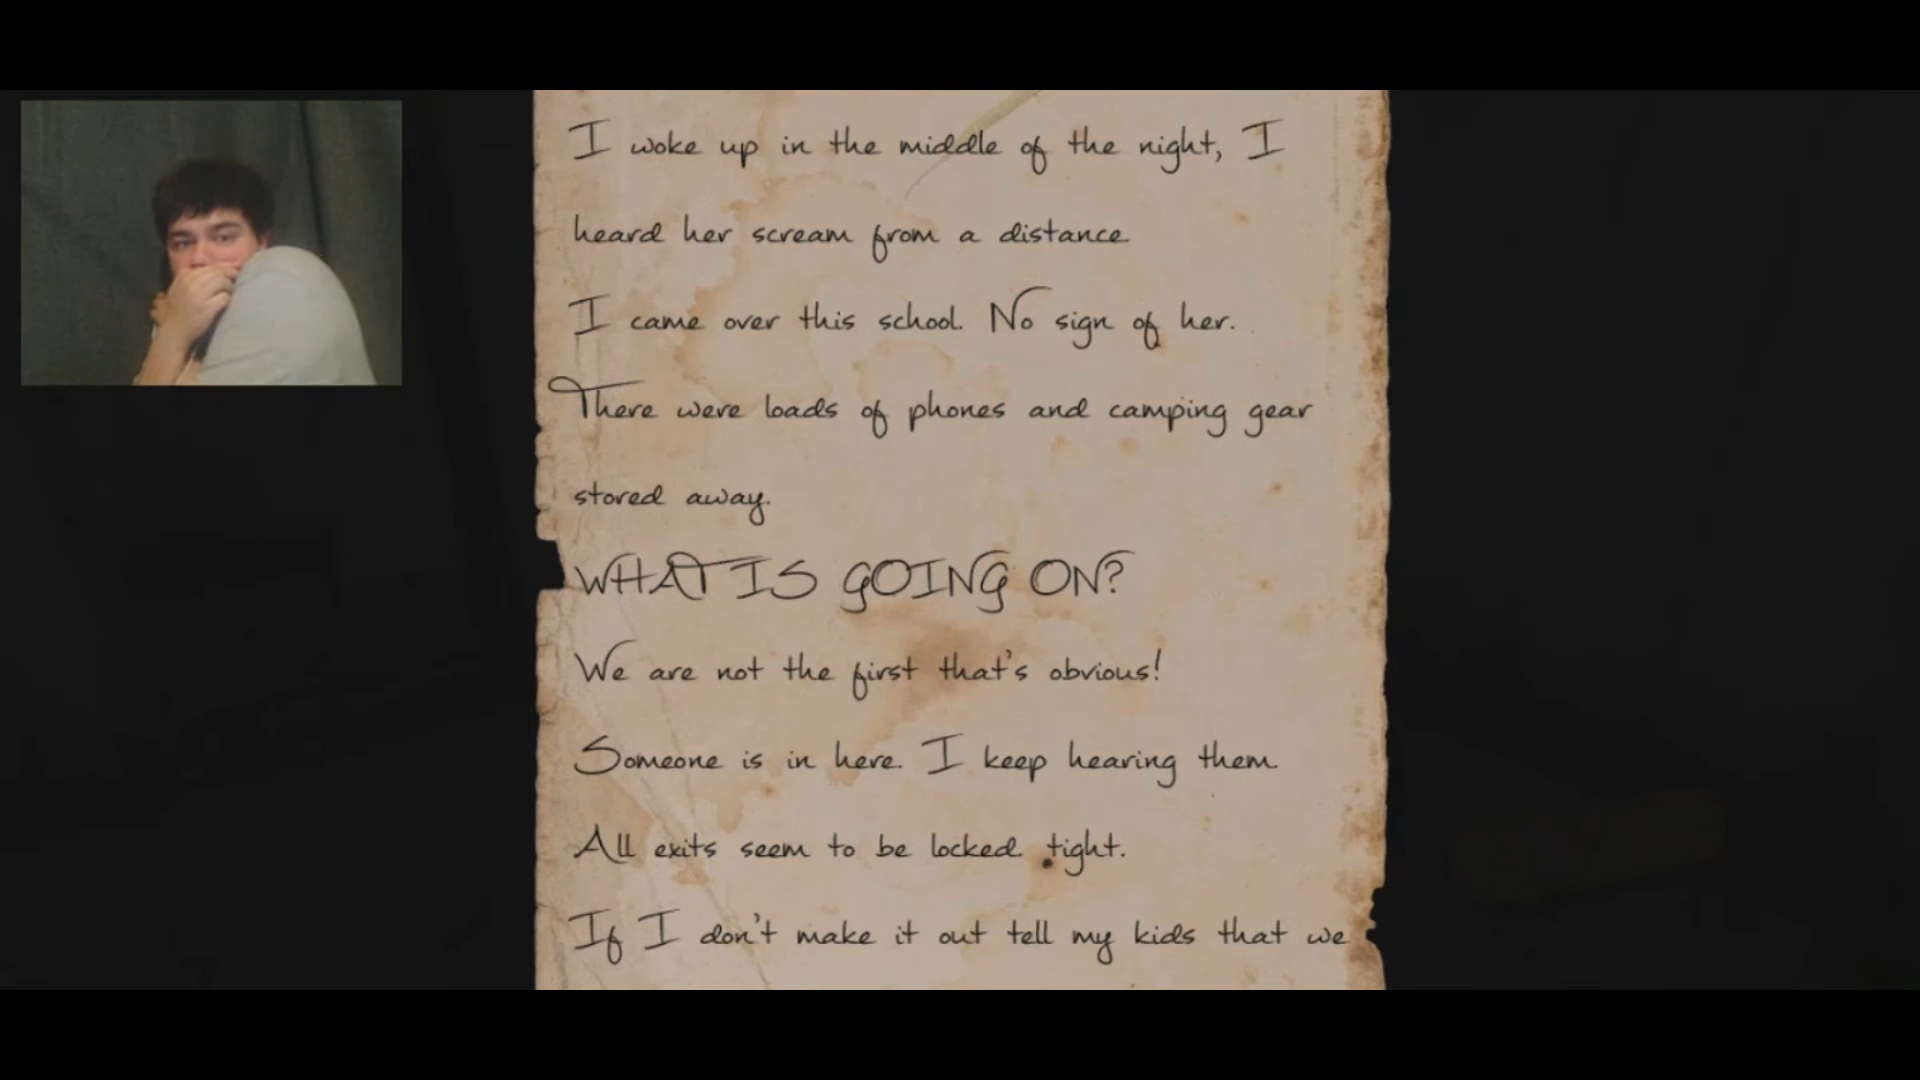 I woke up in the middle of the night, I
heard her scream from a distance.
I came over this school. No sign of her.
There were loads of phones and camping gear
stored away.
WHAT IS GOING ON?
We are not the first that's obvious!
Someone is in here. I keep hearing them.
All exits seem to be locked tight.
If I don't make it out tell my kids that we